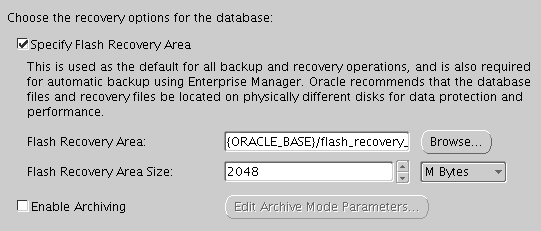 Choose the recovery options for the database:
Specify Flash Recovery Area
This is used as the default for all backup and recovery operations, and is also required
for automatic backup using Enterprise Manager. Oracle recommends that the database
files and recovery files be located on physically different disks for data protection and
performance.
Flash Recovery Area: {ORACLE_BASE}/flash_recovery_ Browse...
Flash Recovery Area Size: 2048 M Bytes
Enable Archiving Edit Archive Mode Parameters...